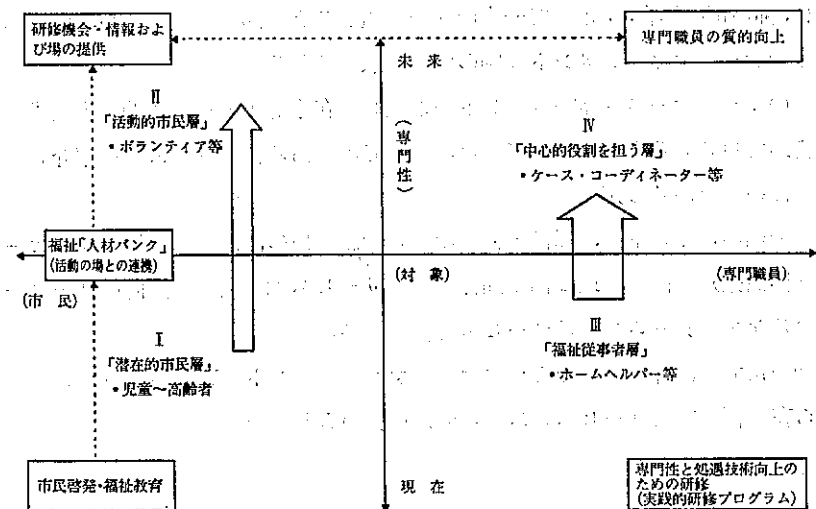 研修機会・情報およ
び場の提供
専門職員の質的向上
未来
(専門性)
Ⅱ
「活動的市民層」
・ボランティア等
Ⅳ
「中心的役割を担う層」
・ケース・コーディネーター等
福祉「人材バンク」
(活動の場との連携)
(市民)
(対象)
(専門職員)
Ⅰ
「潜在的市民層」
・児童〜高齢者
Ⅲ
「福祉従事者層」
・ホームヘルパー等
市民啓発・福祉教育
現在
専門性と処遇技術向上の
ための研修
(実践的研修プログラム)